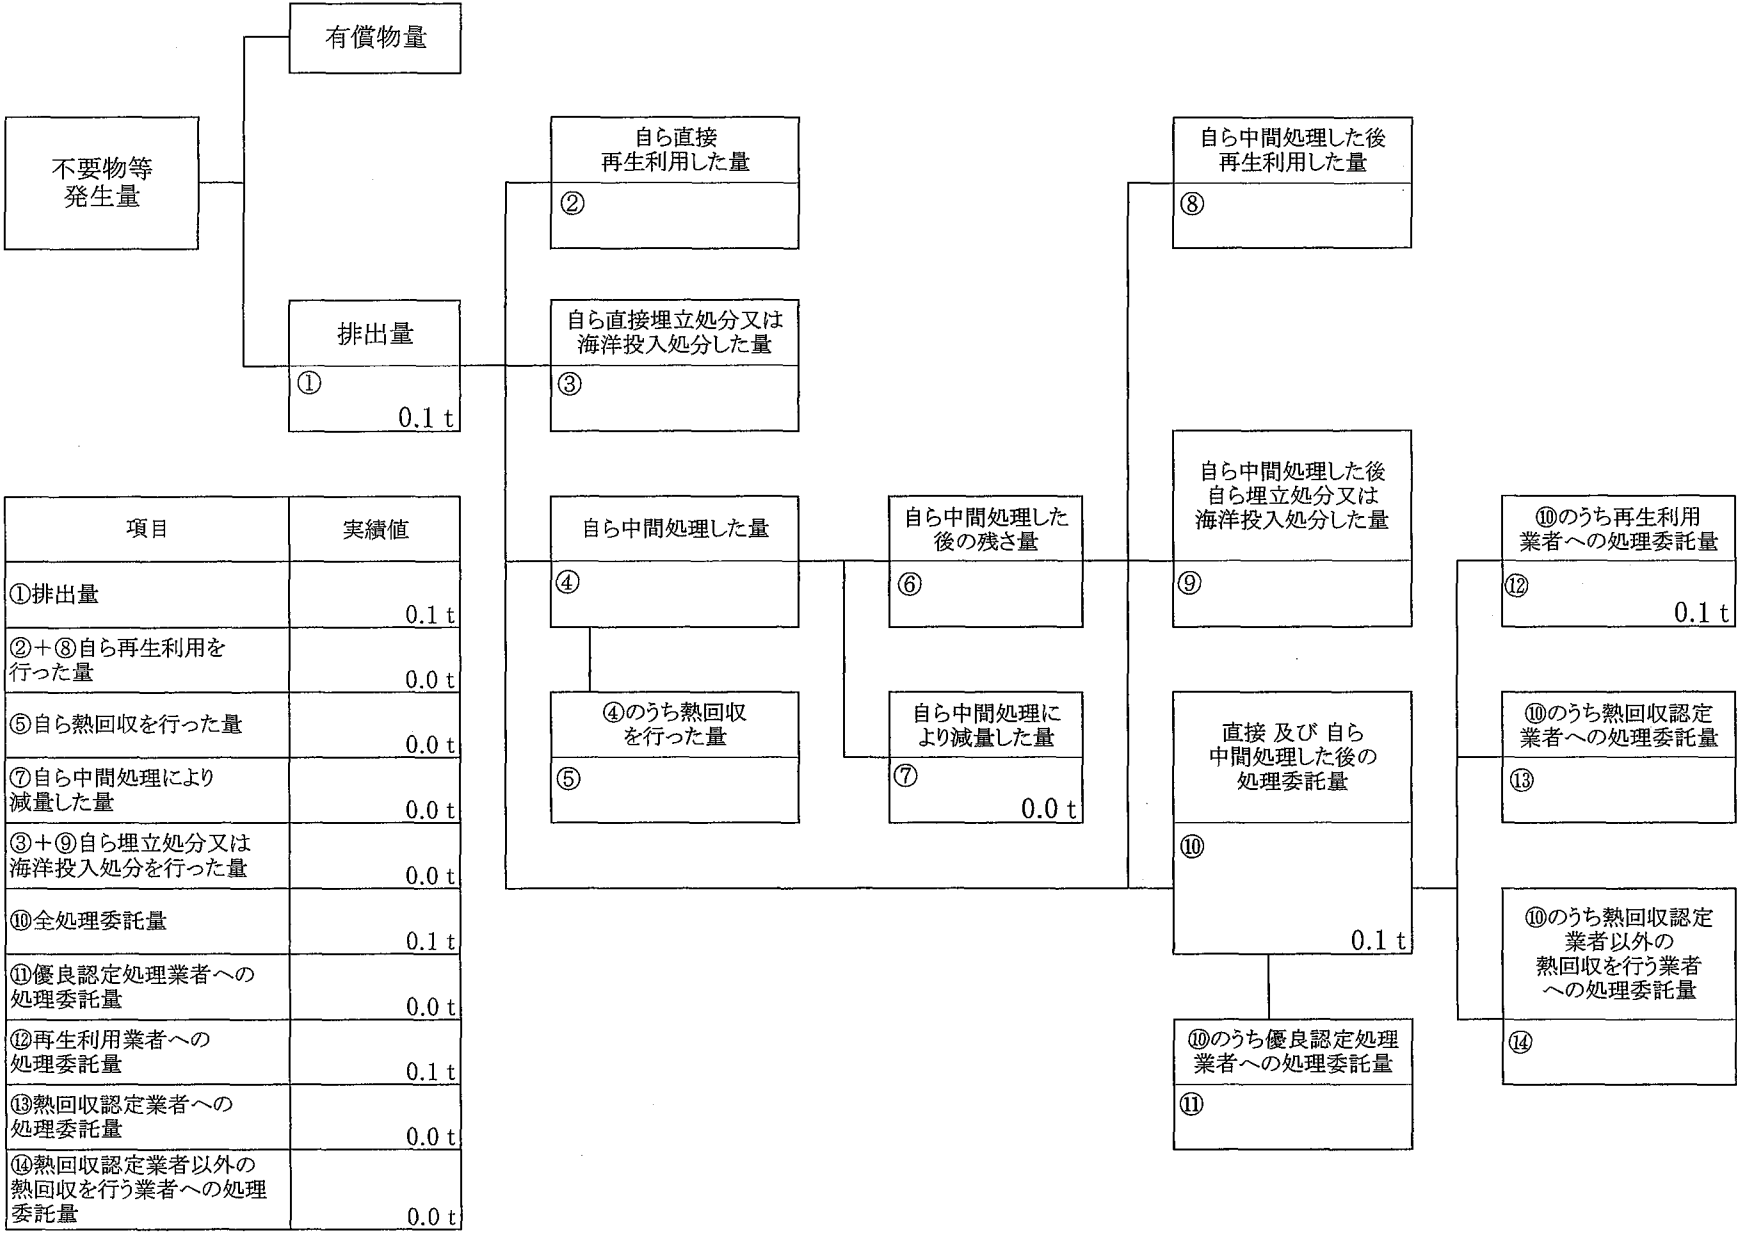 有償物量
不要物等
発生量
排出量
①
0.1 t
自ら直接
再生利用した量
②
自ら直接埋立処分又は
海洋投入処分した量
③
自ら中間処理した量
④
④のうち熱回収
を行った量
⑤
自ら中間処理した
後の残さ量
⑥
自ら中間処理に
より減量した量
⑦
0.0 t
自ら中間処理した後
再生利用した量
⑧
自ら中間処理した後
自ら埋立処分又は
海洋投入処分した量
⑨
直接 及び 自ら
中間処理した後の
処理委託量
⑩
0.1 t
⑩のうち優良認定処理
業者への処理委託量
⑪
⑩のうち再生利用
業者への処理委託量
⑫
0.1 t
⑩のうち熱回収認定
業者への処理委託量
⑬
⑩のうち熱回収認定
業者以外の
熱回収を行う業者
への処理委託量
⑭
項目 実績値
①排出量
0.1 t
②＋⑧自ら再生利用を
行った量
0.0 t
⑤自ら熱回収を行った量
0.0 t
⑦自ら中間処理により
減量した量
0.0 t
③＋⑨自ら埋立処分又は
海洋投入処分を行った量
0.0 t
⑩全処理委託量
0.1 t
⑪優良認定処理業者への
処理委託量
0.0 t
⑫再生利用業者への
処理委託量
0.1 t
⑬熱回収認定業者への
処理委託量
0.0 t
⑭熱回収認定業者以外の
熱回収を行う業者への処理
委託量
0.0 t